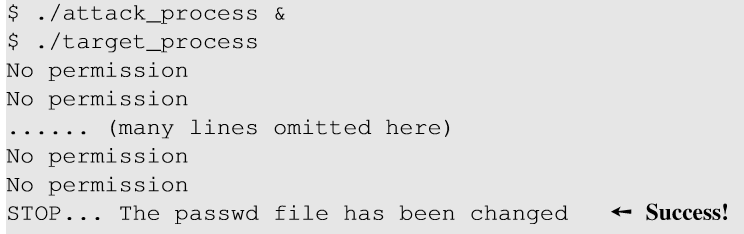 $ ./attack_process &
$ ./target_process
No permission
No permission
...... (many lines omitted here)
No permission
No permission
STOP... The passwd file has been changed ← Success!